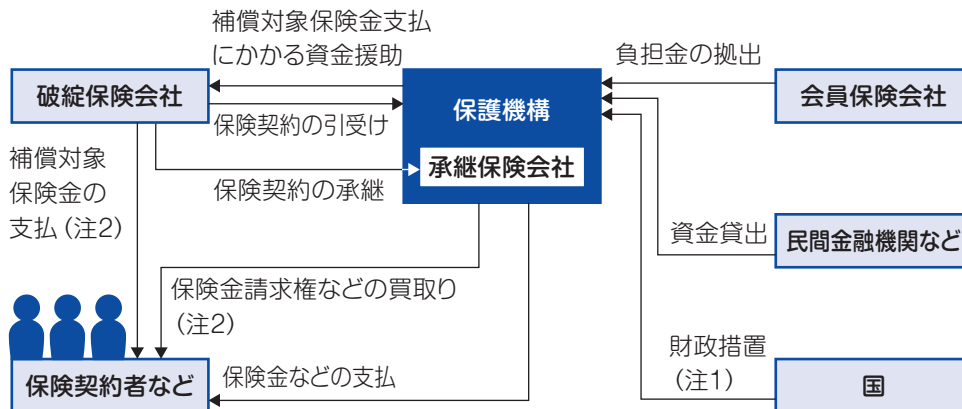 補償対象保険金支払
にかかる資金援助
負担金の拠出
破綻保険会社
保護機構
会員保険会社
保険契約の引受け
補償対象
保険金の
支払(注2)
承継保険会社
保険契約の承継
資金貸出
民間金融機関など
保険金請求権などの買取り
(注2)
財政措置
(注1)
保険契約者など
保険金などの支払
国